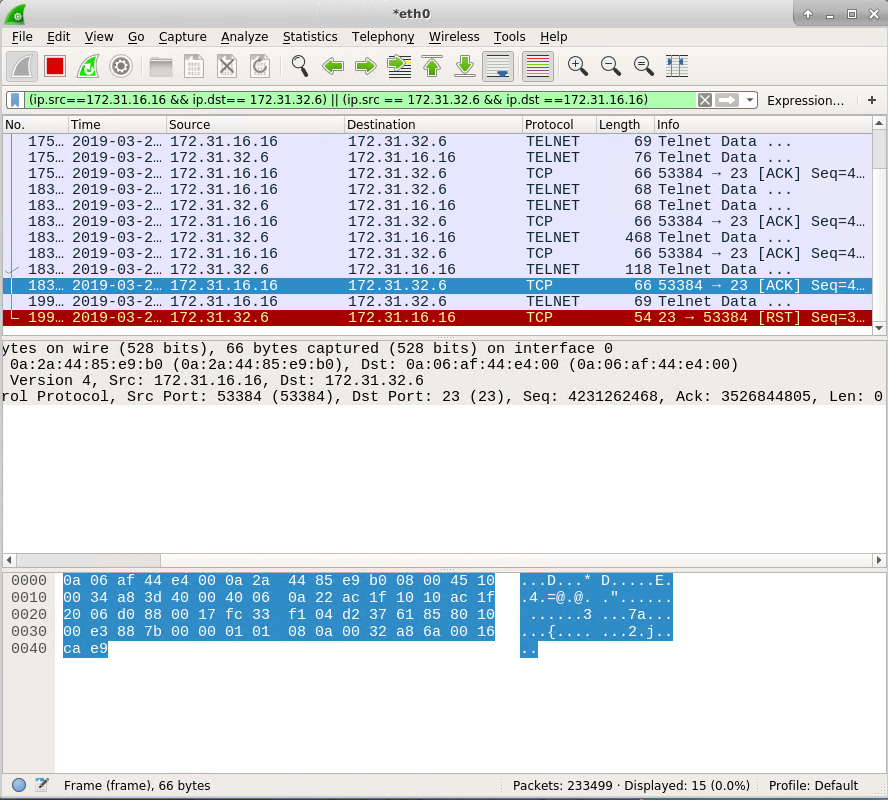 *eth0
File Edit View Go Capture Analyze Statistics Telephony Wireless Tools Help
(ip.src==172.31.16.16 && ip.dst== 172.31.32.6) || (ip.src == 172.31.32.6 && ip.dst ==172.31.16.16) Expression… +
No. Time Source Destination Protocol Length Info
175… 2019-03-2… 172.31.16.16 172.31.32.6 TELNET 69 Telnet Data ...
175… 2019-03-2… 172.31.32.6 172.31.16.16 TELNET 76 Telnet Data ...
175… 2019-03-2… 172.31.16.16 172.31.32.6 TCP 66 53384 → 23 [ACK] Seq=4…
183… 2019-03-2… 172.31.16.16 172.31.32.6 TELNET 68 Telnet Data ...
183… 2019-03-2… 172.31.32.6 172.31.16.16 TELNET 68 Telnet Data ...
183… 2019-03-2… 172.31.16.16 172.31.32.6 TCP 66 53384 → 23 [ACK] Seq=4…
183… 2019-03-2… 172.31.32.6 172.31.16.16 TELNET 468 Telnet Data ...
183… 2019-03-2… 172.31.16.16 172.31.32.6 TCP 66 53384 → 23 [ACK] Seq=4…
183… 2019-03-2… 172.31.32.6 172.31.16.16 TELNET 118 Telnet Data ...
183… 2019-03-2… 172.31.16.16 172.31.32.6 TCP 66 53384 → 23 [ACK] Seq=4…
199… 2019-03-2… 172.31.16.16 172.31.32.6 TELNET 69 Telnet Data ...
199… 2019-03-2… 172.31.32.6 172.31.16.16 TCP 54 23 → 53384 [RST] Seq=3…
ytes on wire (528 bits), 66 bytes captured (528 bits) on interface 0
0a:2a:44:85:e9:b0 (0a:2a:44:85:e9:b0), Dst: 0a:06:af:44:e4:00 (0a:06:af:44:e4:00)
Version 4, Src: 172.31.16.16, Dst: 172.31.32.6
rol Protocol, Src Port: 53384 (53384), Dst Port: 23 (23), Seq: 4231262468, Ack: 3526844805, Len: 0
0000 0a 06 af 44 e4 00 0a 2a 44 85 e9 b0 08 00 45 10 ...D...* D.....E.
0010 00 34 a8 3d 40 00 40 06 0a 22 ac 1f 10 10 ac 1f .4.=@.@. ."......
0020 20 06 d0 88 00 17 fc 33 f1 04 d2 37 61 85 80 10 ......3 ...7a...
0030 00 e3 88 7b 00 00 01 01 08 0a 00 32 a8 6a 00 16 ...{.... ...2.j..
0040 ca e9 ..
Frame (frame), 66 bytes Packets: 233499 · Displayed: 15 (0.0%) Profile: Default